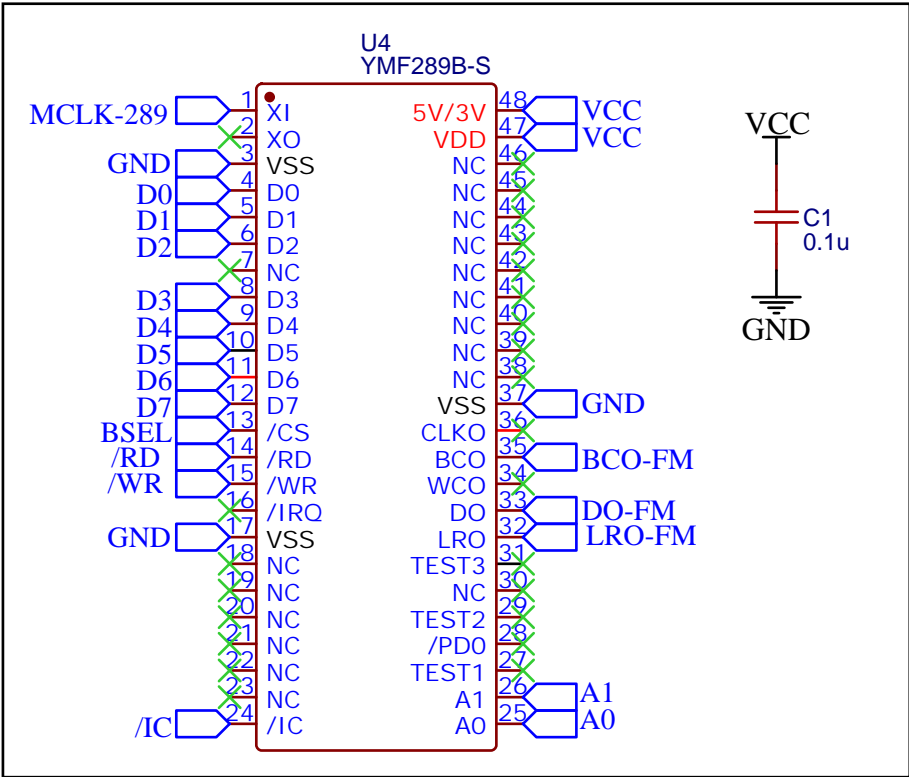 U4
YMF289B-S
MCLK-289 1 XI 5V/3V 48 VCC
2 XO VDD 47 VCC
GND 3 VSS NC 46
D0 4 D0 NC 45
D1 5 D1 NC 44
D2 6 D2 NC 43
7 NC NC 42
D3 8 D3 NC 41
D4 9 D4 NC 40
D5 10 D5 NC 39
D6 11 D6 NC 38
D7 12 D7 VSS 37 GND
BSEL 13 /CS CLKO 36
/RD 14 /RD BCO 35 BCO-FM
/WR 15 /WR WCO 34
16 /IRQ DO 33 DO-FM
GND 17 VSS LRO 32 LRO-FM
18 NC TEST3 31
19 NC NC 30
20 NC TEST2 29
21 NC /PD0 28
22 NC TEST1 27
23 NC A1 26 A1
/IC 24 /IC A0 25 A0
VCC
C1
0.1u
GND